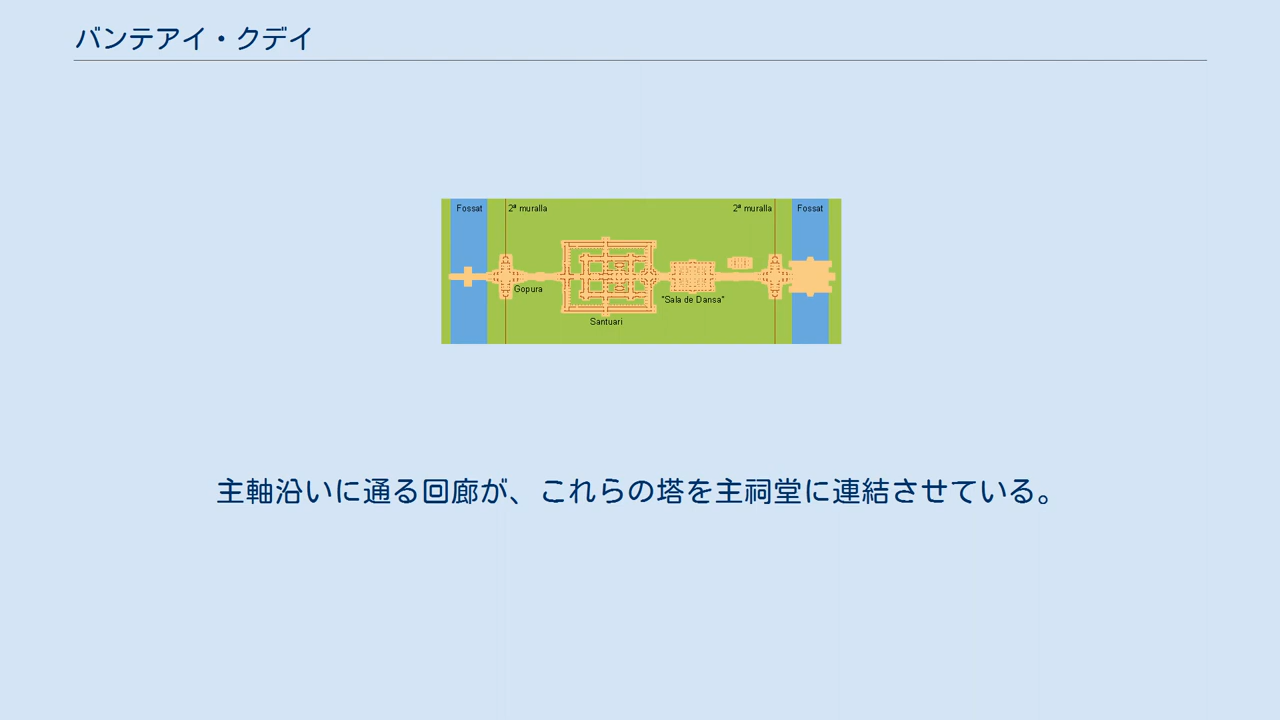 バンテアイ・クデイ
Fossat
2ª muralla
2ª muralla
Fossat
Gopura
"Sala de Dansa"
Santuari
主軸沿いに通る回廊が、これらの塔を主祠堂に連結させている。